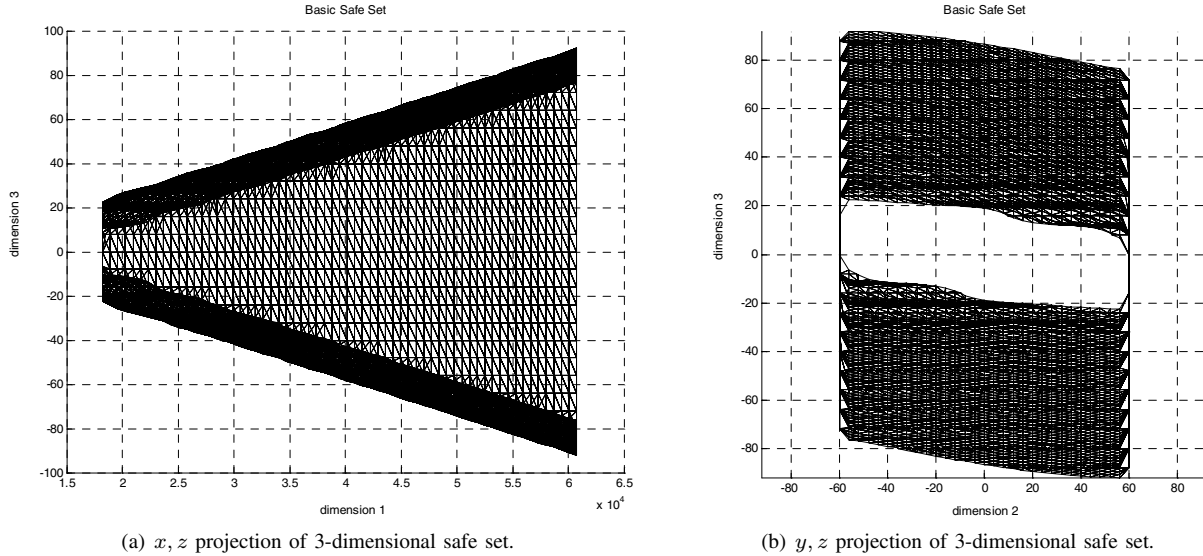 Basic Safe Set
100
80
60
40
20
0
-20
-40
-60
-80
-100
dimension 3
1.5 2 2.5 3 3.5 4 4.5 5 5.5 6 6.5
x 10^4
dimension 1
(a) x, z projection of 3-dimensional safe set.
Basic Safe Set
80
60
40
20
0
-20
-40
-60
-80
dimension 3
-80 -60 -40 -20 0 20 40 60 80
dimension 2
(b) y, z projection of 3-dimensional safe set.